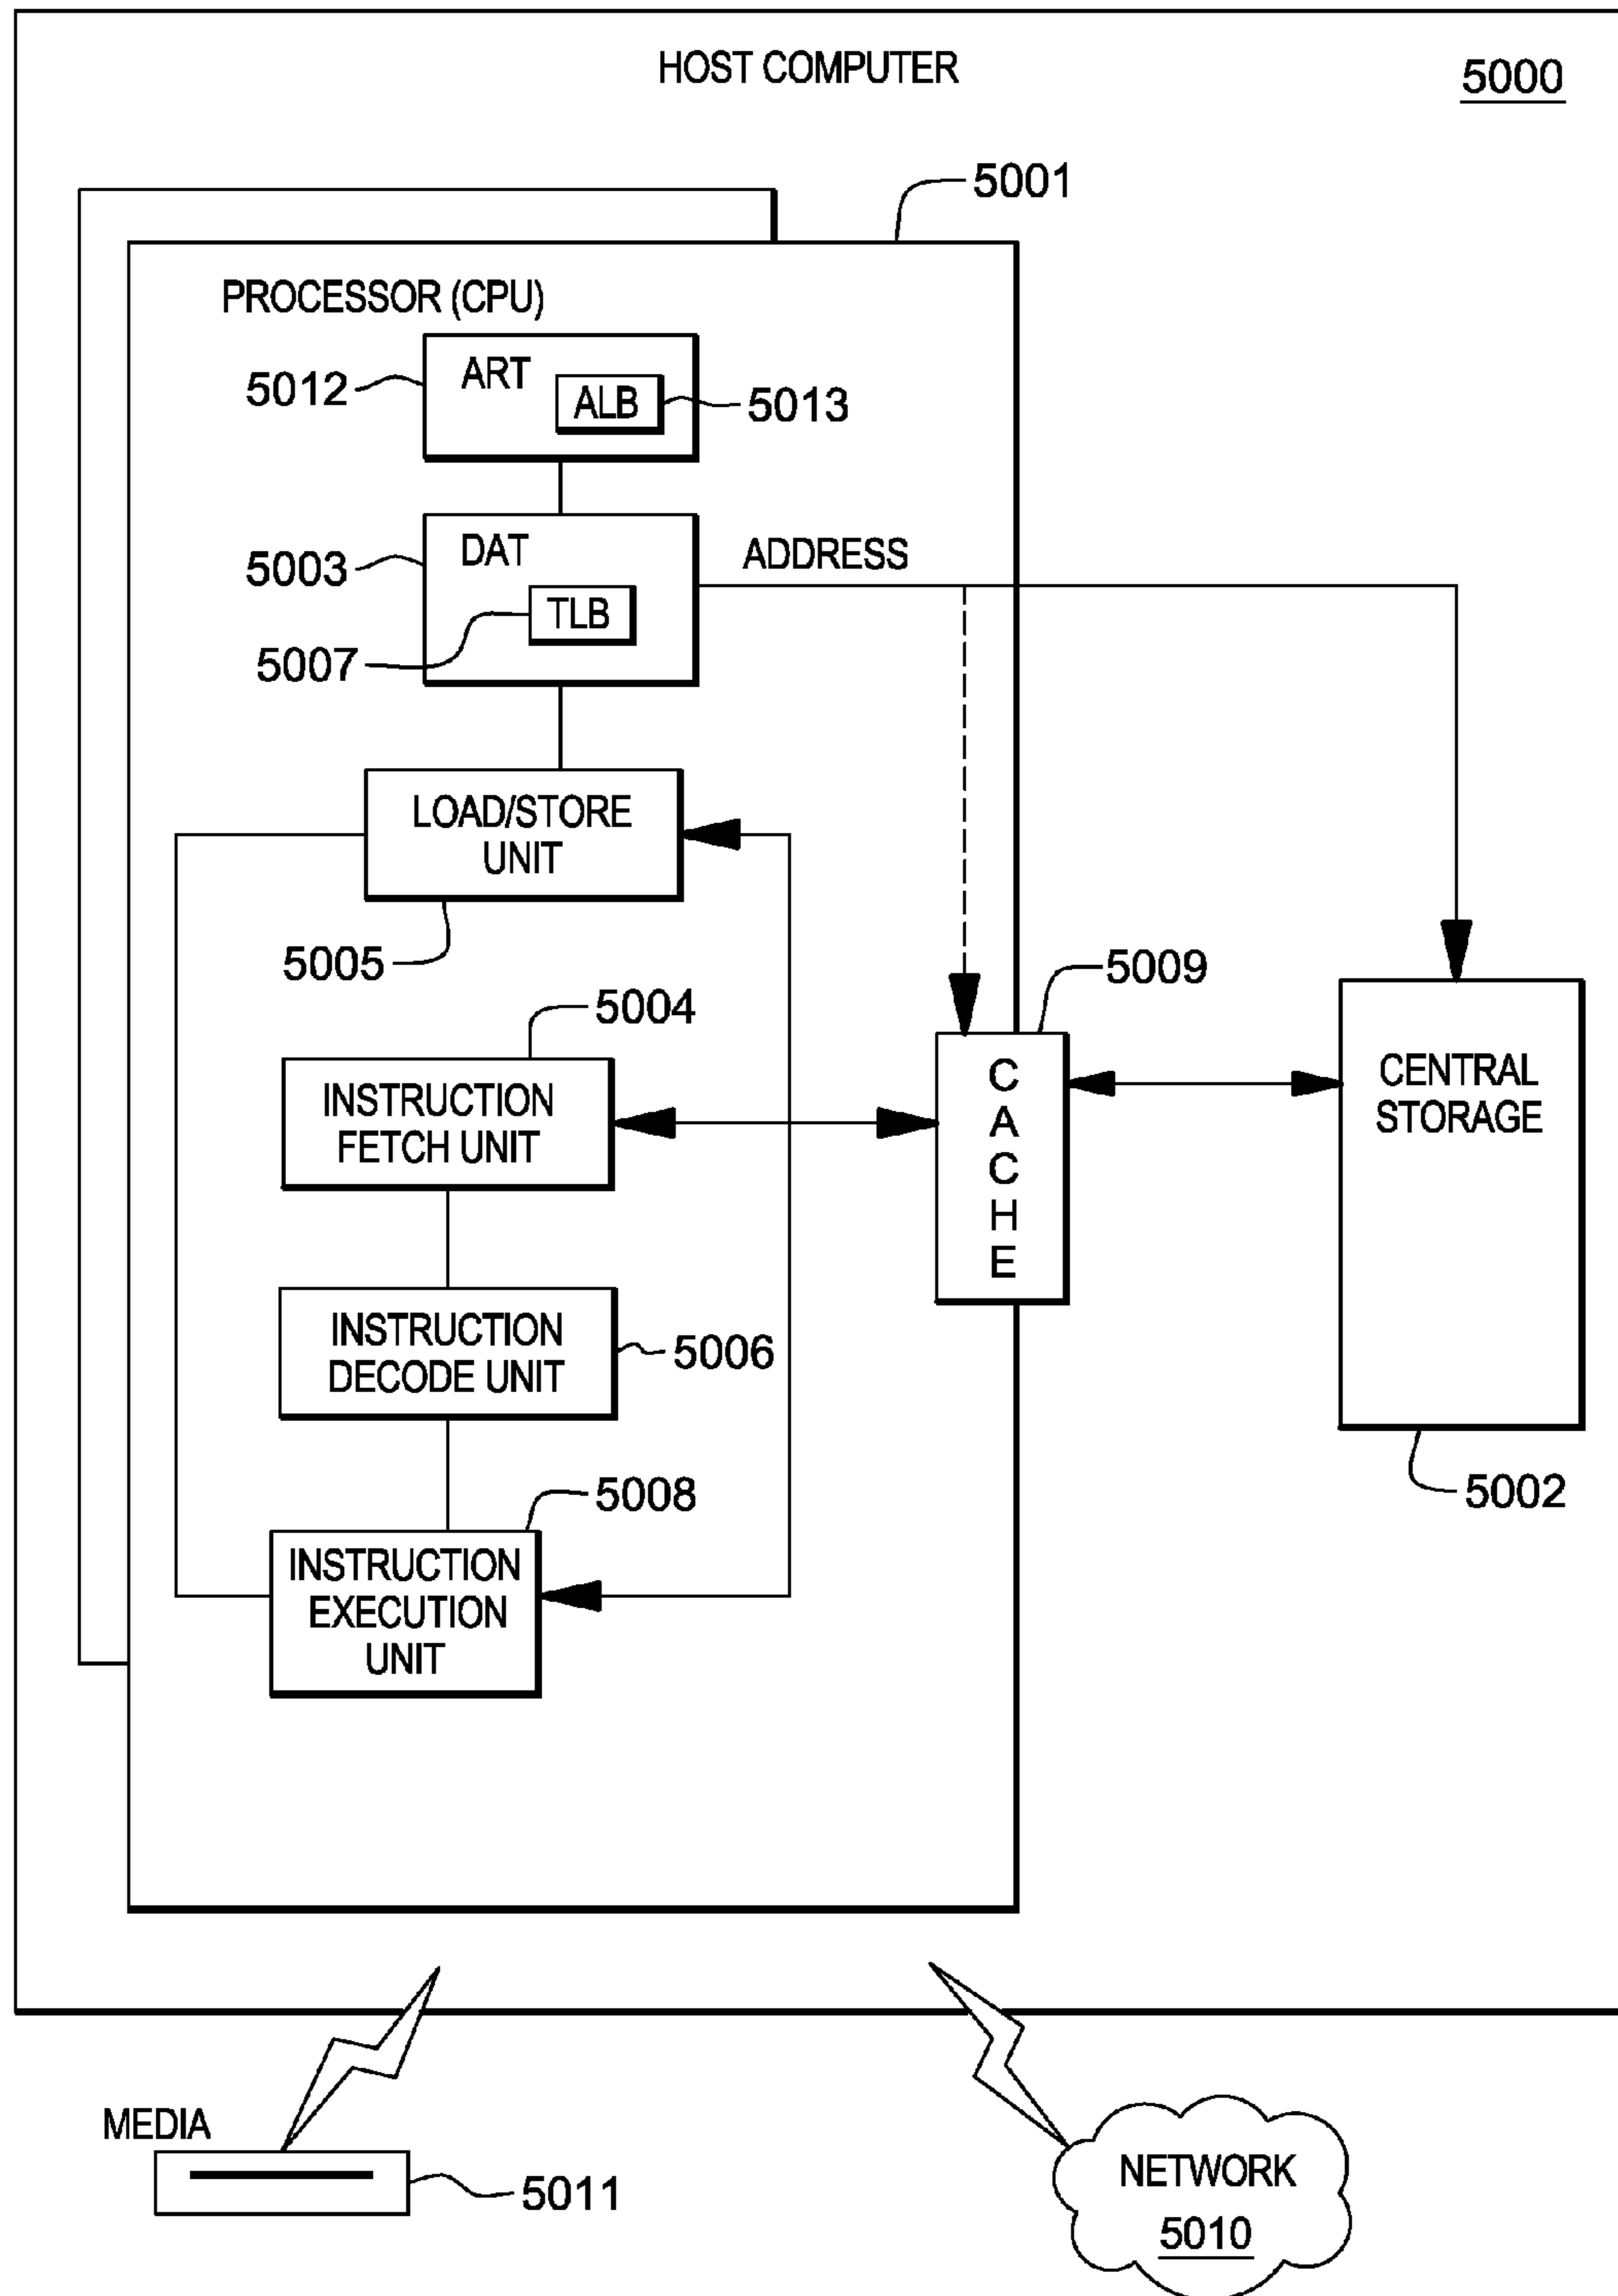 HOST COMPUTER
5000
5001
PROCESSOR (CPU)
ART
5012
ALB
5013
DAT
ADDRESS
5003
TLB
5007
LOAD/STORE
UNIT
5005
5009
5004
INSTRUCTION
FETCH UNIT
CACHE
CENTRAL
STORAGE
INSTRUCTION
DECODE UNIT
5006
5008
5002
INSTRUCTION
EXECUTION
UNIT
MEDIA
5011
NETWORK
5010